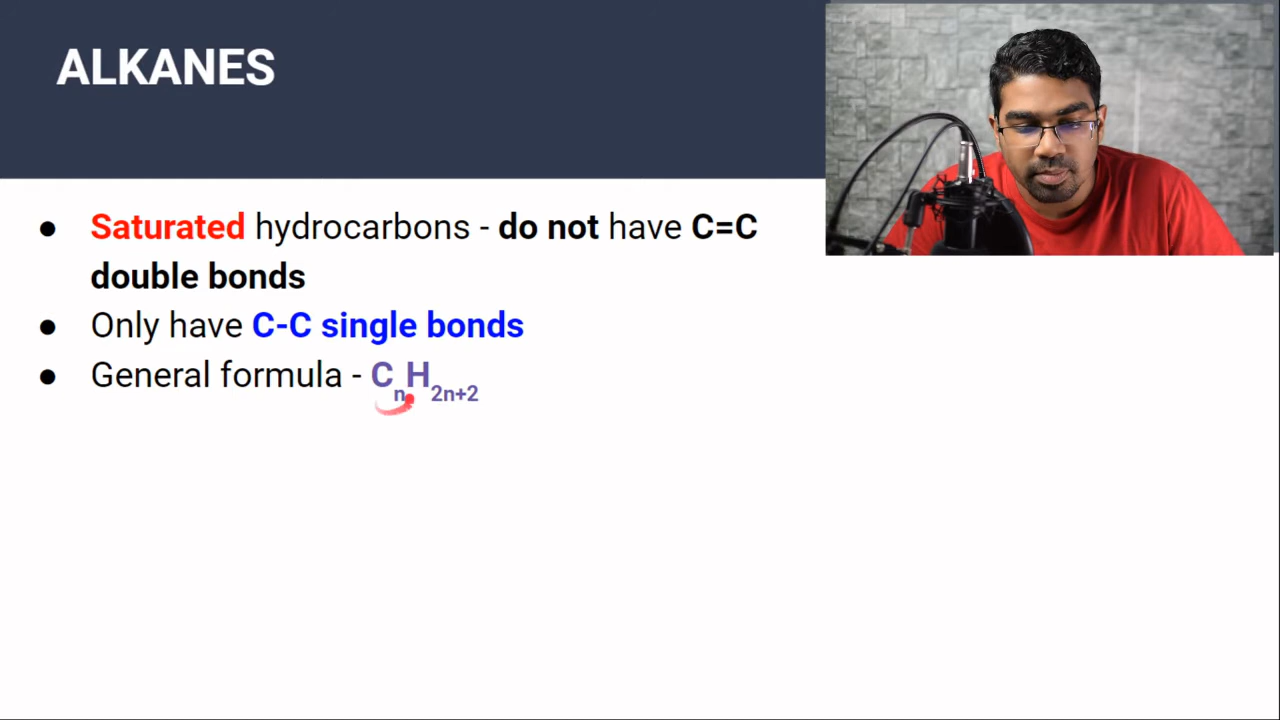 ALKANES
● Saturated hydrocarbons - do not have C=C
double bonds
● Only have C-C single bonds
● General formula - CₙH₂ₙ₊₂